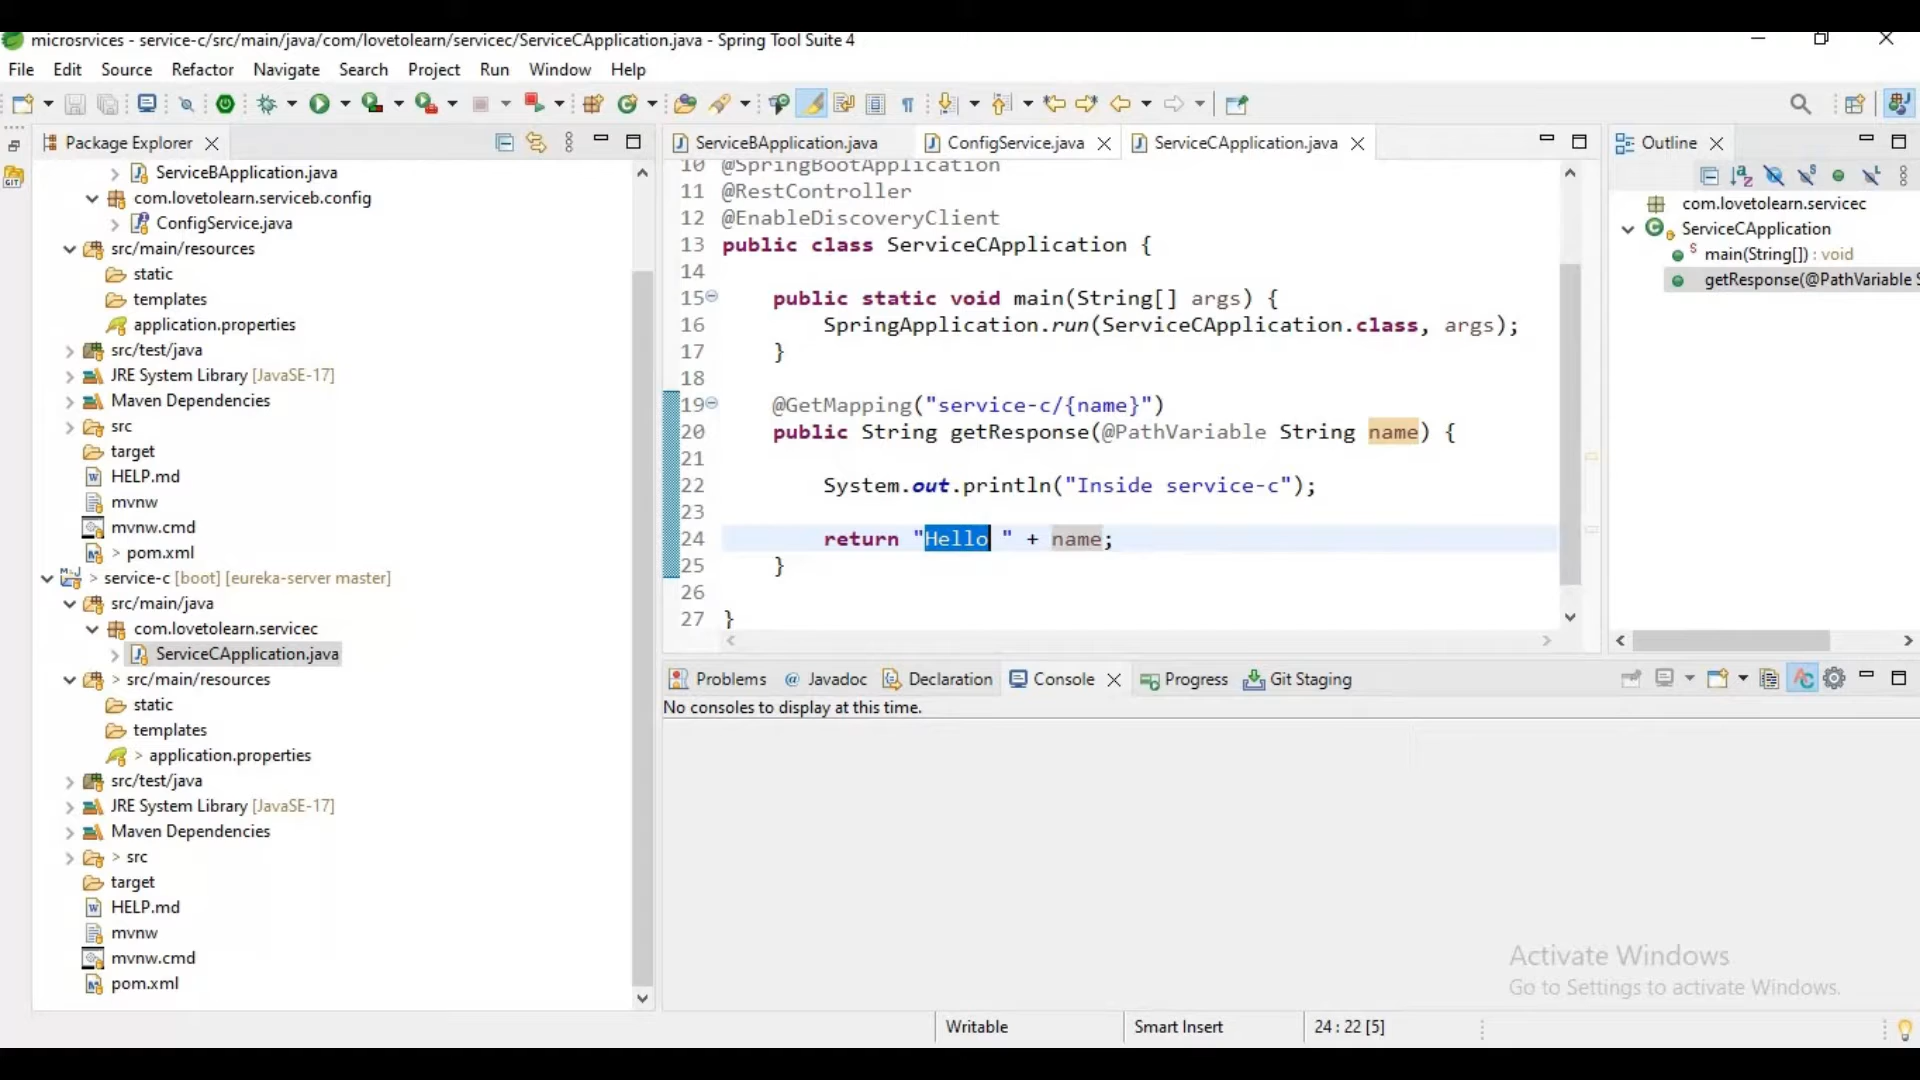 microsrvices - service-c/src/main/java/com/lovetolearn/servicec/ServiceCApplication.java - Spring Tool Suite 4
File Edit Source Refactor Navigate Search Project Run Window Help
Package Explorer
ServiceBApplication.java
com.lovetolearn.serviceb.config
ConfigService.java
src/main/resources
static
templates
application.properties
src/test/java
JRE System Library [JavaSE-17]
Maven Dependencies
src
target
HELP.md
mvnw
mvnw.cmd
> pom.xml
> service-c [boot] [eureka-server master]
src/main/java
com.lovetolearn.servicec
ServiceCApplication.java
> src/main/resources
static
templates
> application.properties
src/test/java
JRE System Library [JavaSE-17]
Maven Dependencies
> src
target
HELP.md
mvnw
mvnw.cmd
pom.xml
ServiceBApplication.java ConfigService.java ServiceCApplication.java
10 @SpringBootApplication
11 @RestController
12 @EnableDiscoveryClient
13 public class ServiceCApplication {
14
15 public static void main(String[] args) {
16 SpringApplication.run(ServiceCApplication.class, args);
17 }
18
19 @GetMapping("service-c/{name}")
20 public String getResponse(@PathVariable String name) {
21
22 System.out.println("Inside service-c");
23
24 return "Hello " + name;
25 }
26
27 }
Outline
com.lovetolearn.servicec
ServiceCApplication
main(String[]) : void
getResponse(@PathVariable S
Problems @ Javadoc Declaration Console Progress Git Staging
No consoles to display at this time.
Activate Windows
Go to Settings to activate Windows.
Writable Smart Insert 24 : 22 [5]